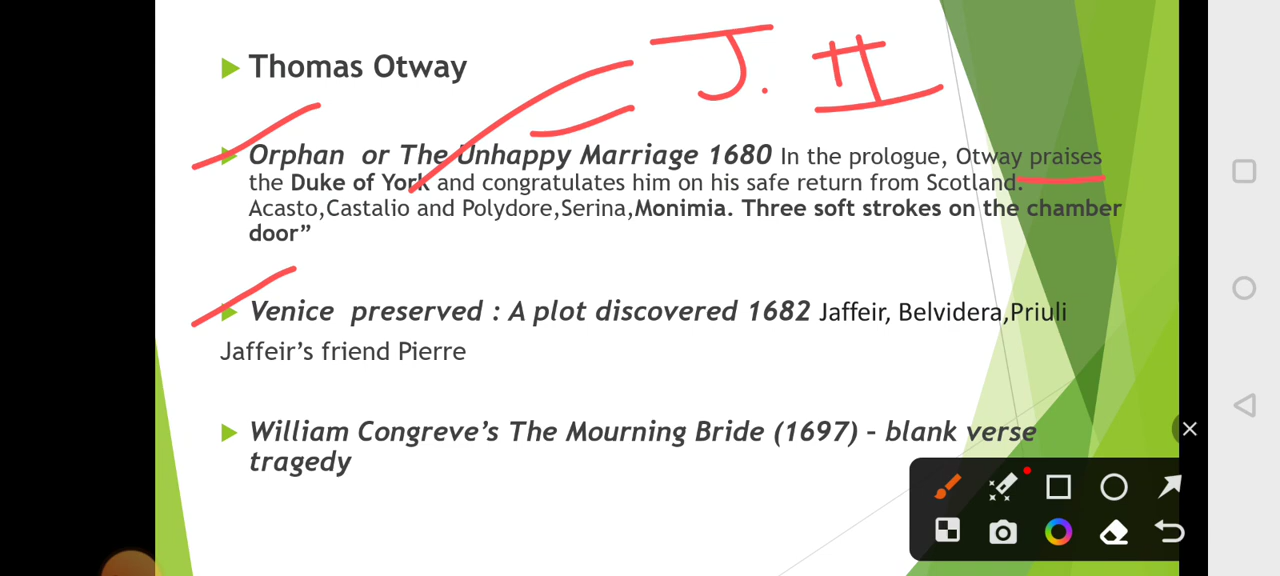 Thomas Otway
J. II
Orphan or The Unhappy Marriage 1680 In the prologue, Otway praises
the Duke of York and congratulates him on his safe return from Scotland.
Acasto,Castalio and Polydore,Serina,Monimia. Three soft strokes on the chamber
door”
Venice preserved : A plot discovered 1682 Jaffeir, Belvidera,Priuli
Jaffeir’s friend Pierre
William Congreve’s The Mourning Bride (1697) – blank verse
tragedy